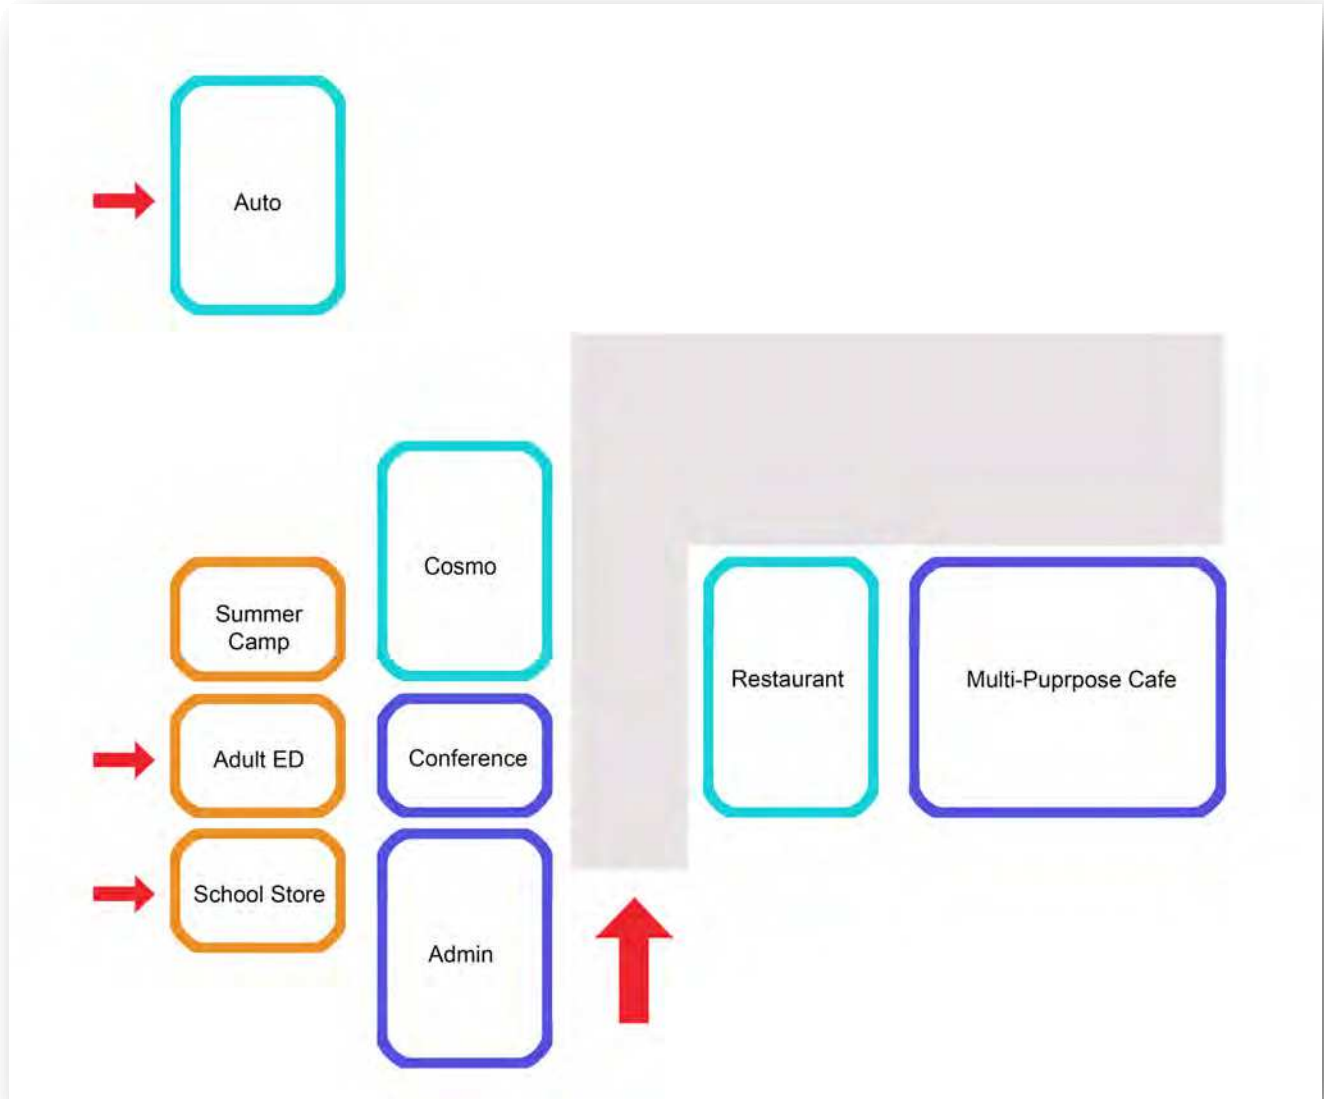 Auto
Cosmo
Summer
Camp
Restaurant
Multi-Puprpose Cafe
Adult ED
Conference
School Store
Admin